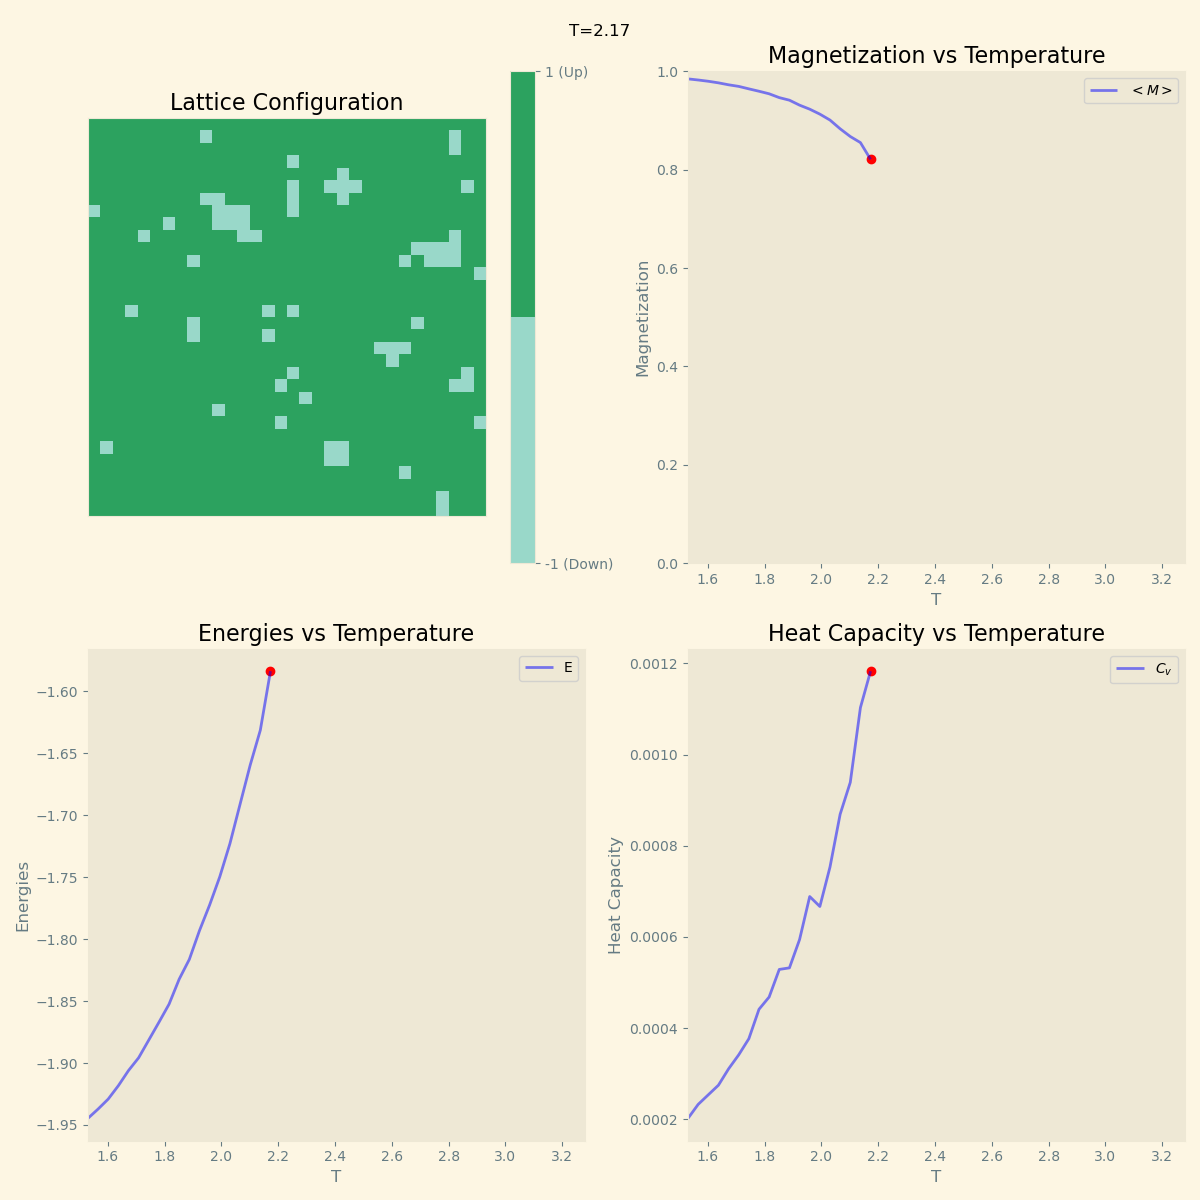 T=2.17
Lattice Configuration
1 (Up)
-1 (Down)
Magnetization vs Temperature
<M>
Magnetization
1.0
0.8
0.6
0.4
0.2
0.0
1.6 1.8 2.0 2.2 2.4 2.6 2.8 3.0 3.2
T
Energies vs Temperature
E
Energies
−1.60
−1.65
−1.70
−1.75
−1.80
−1.85
−1.90
−1.95
1.6 1.8 2.0 2.2 2.4 2.6 2.8 3.0 3.2
T
Heat Capacity vs Temperature
Cv
Heat Capacity
0.0012
0.0010
0.0008
0.0006
0.0004
0.0002
1.6 1.8 2.0 2.2 2.4 2.6 2.8 3.0 3.2
T